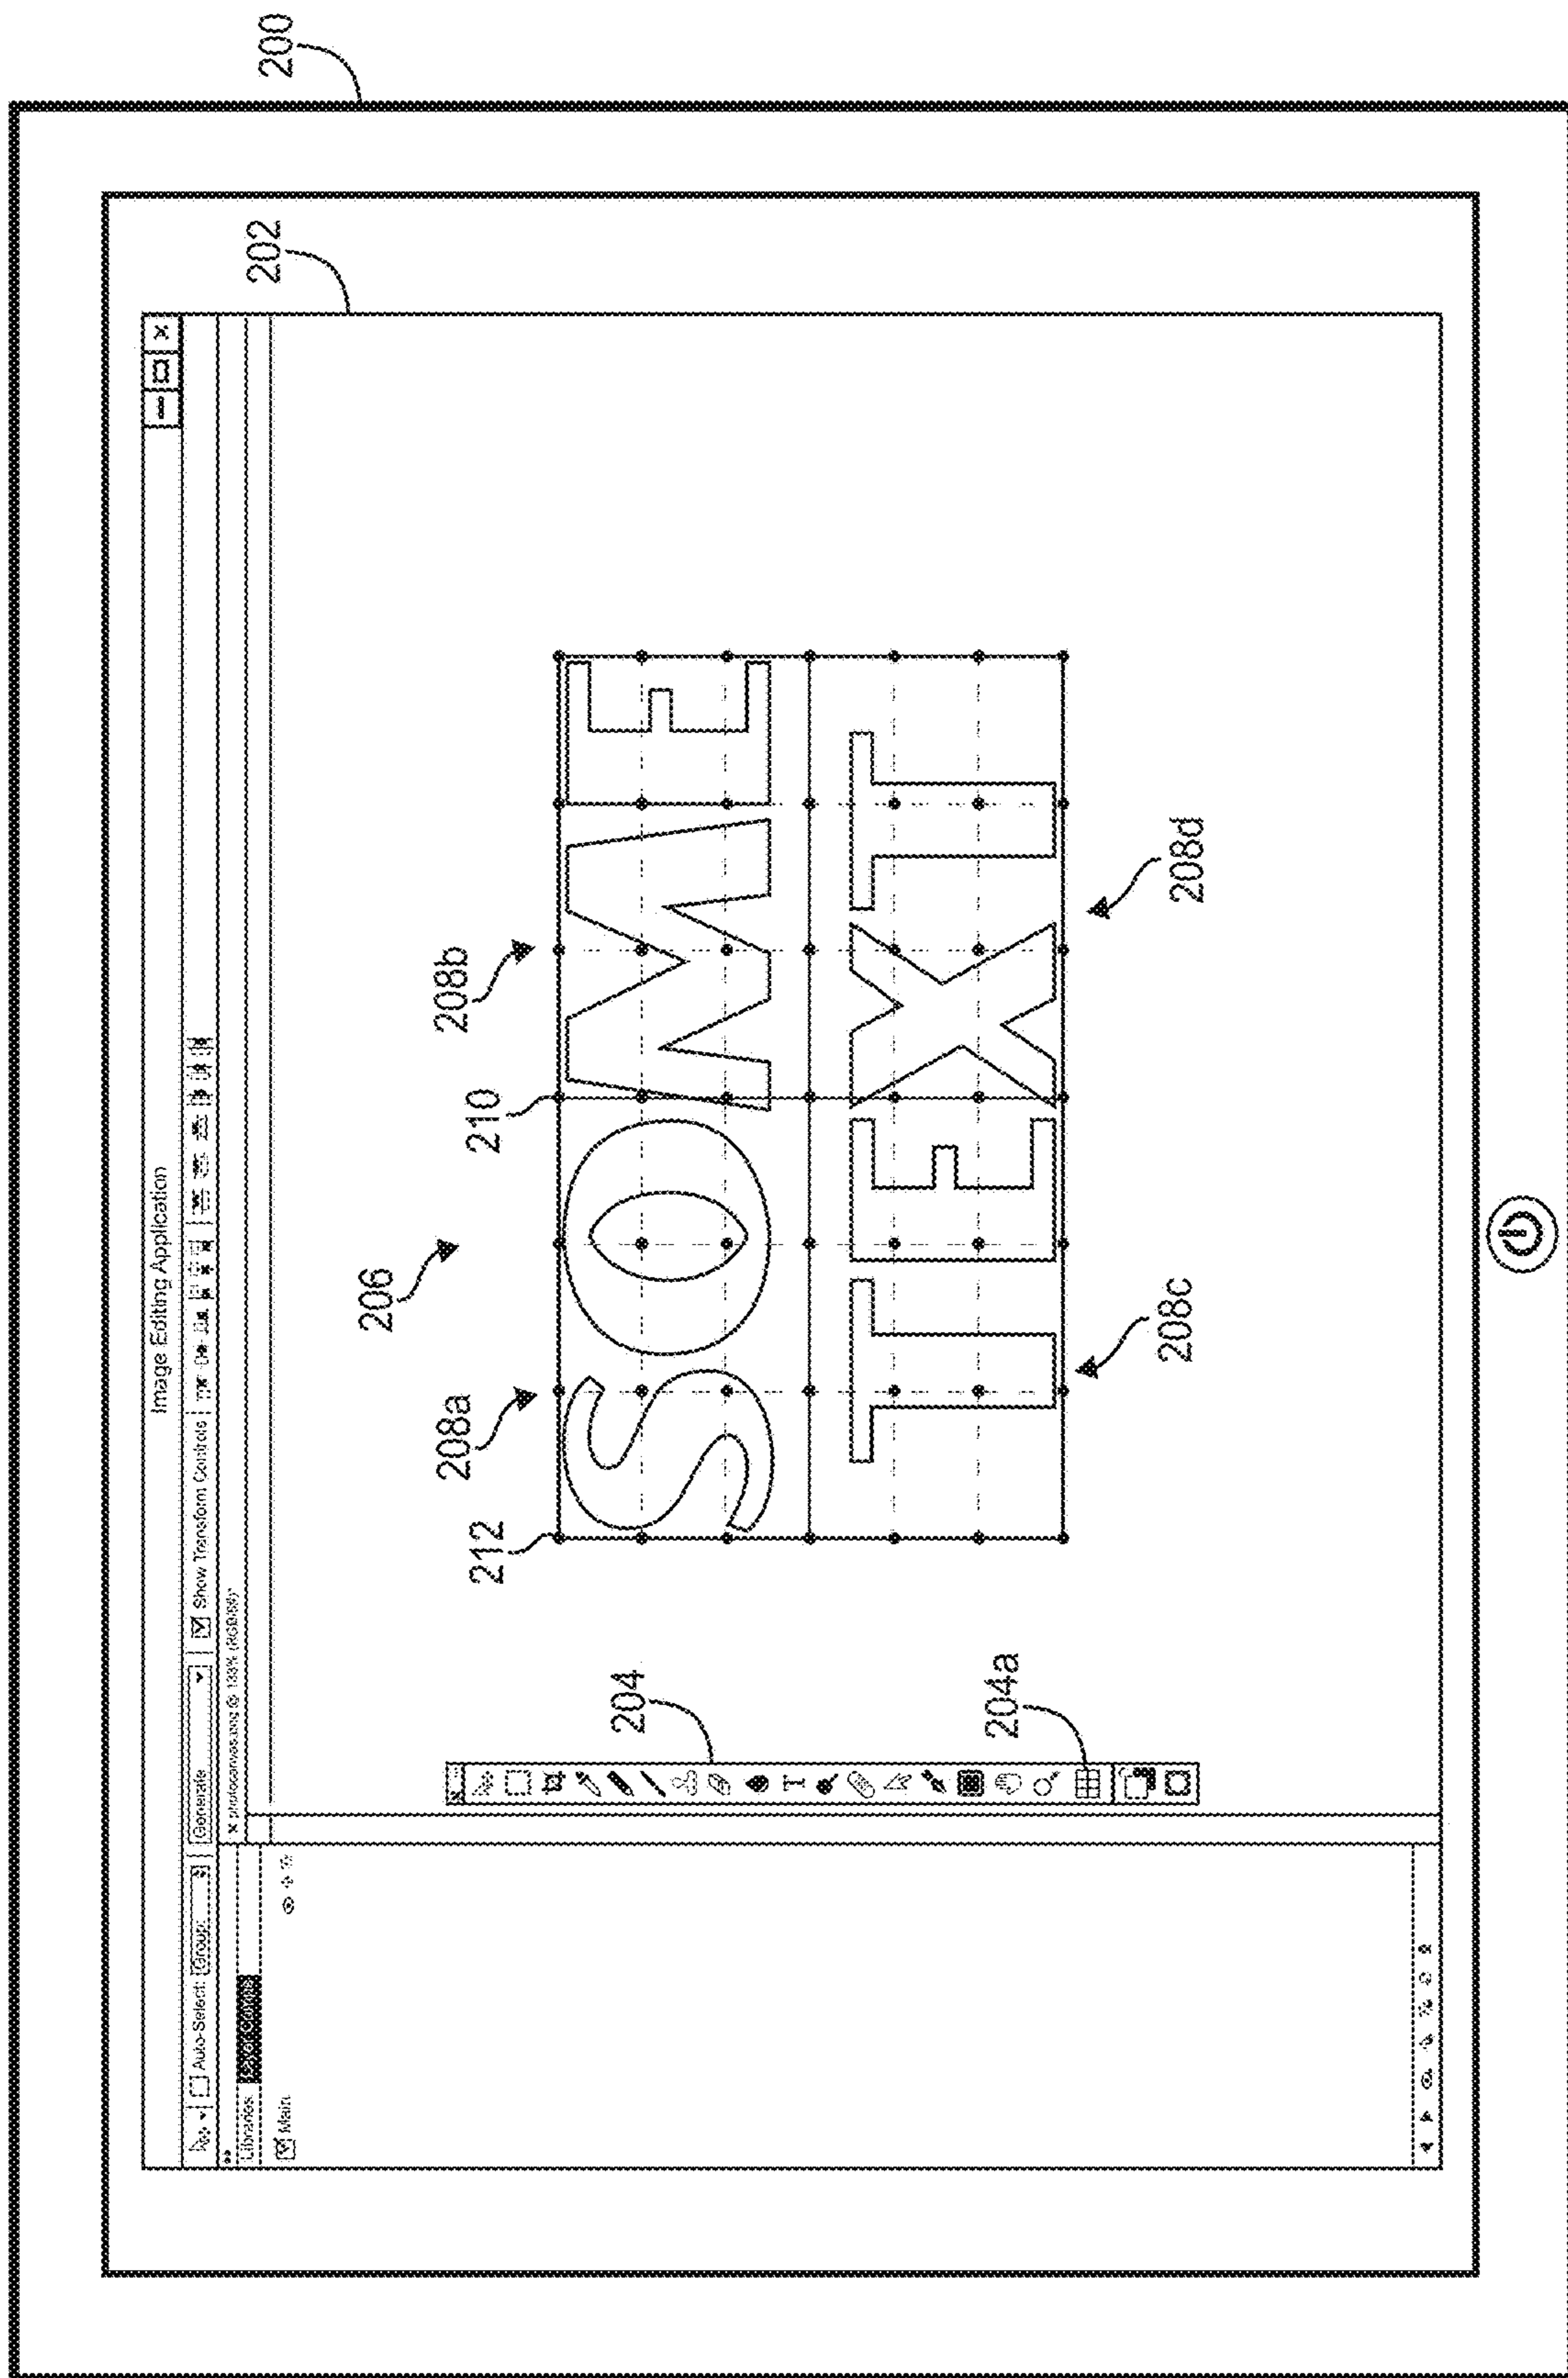 200
202
Image Editing Application
Auto-Select: Group
Generate
Show Transform Controls
Libraries
Main
206
208a
208b
210
212
SOME
TEXT
208c
208d
204
T
204a